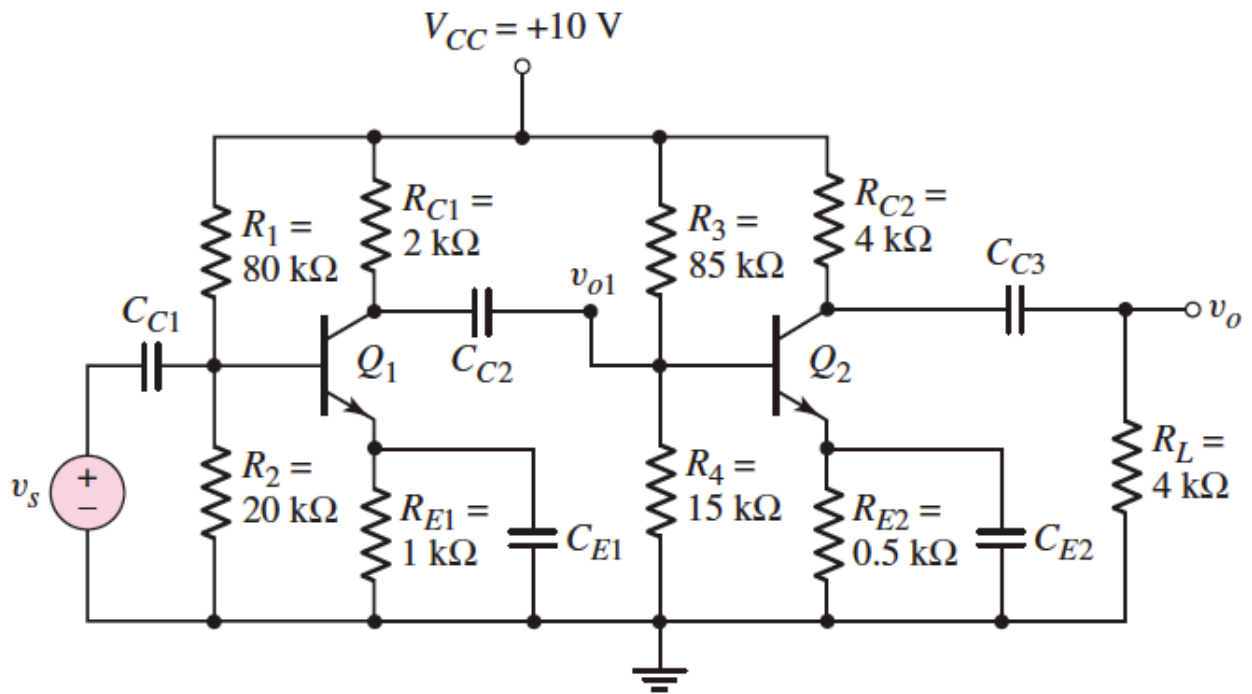 V_CC = +10 V
R_1 =
80 kΩ
R_C1 =
2 kΩ
R_3 =
85 kΩ
R_C2 =
4 kΩ
C_C1
C_C2
v_o1
C_C3
v_o
Q_1
Q_2
v_s
+
−
R_2 =
20 kΩ
R_E1 =
1 kΩ
C_E1
R_4 =
15 kΩ
R_E2 =
0.5 kΩ
C_E2
R_L =
4 kΩ